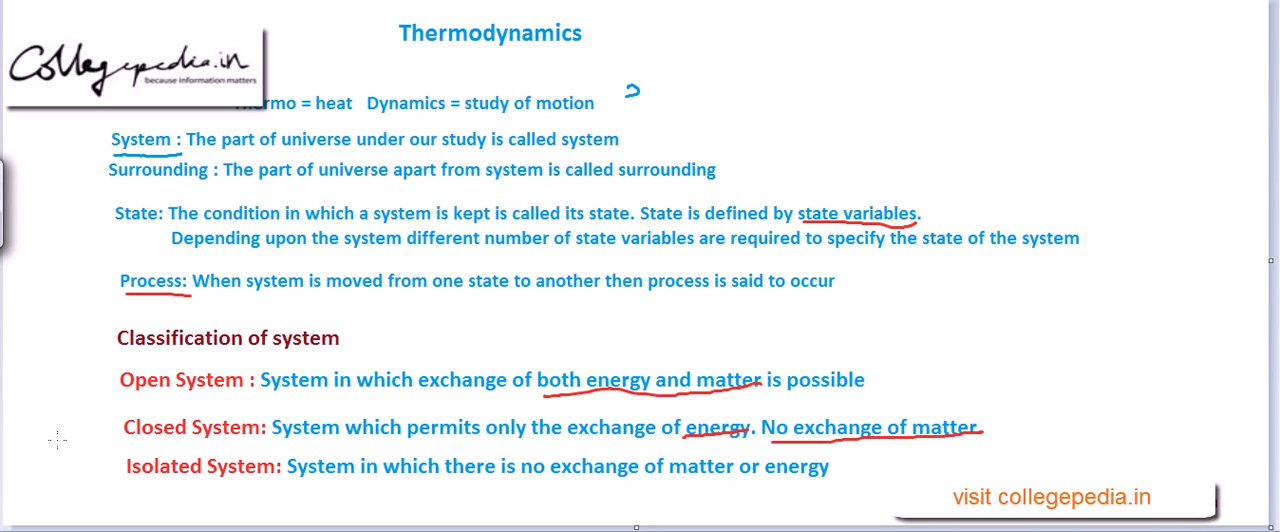 Thermodynamics
Collegepedia.in
because information matters
Thermo = heat Dynamics = study of motion
System : The part of universe under our study is called system
Surrounding : The part of universe apart from system is called surrounding
State: The condition in which a system is kept is called its state. State is defined by state variables.
Depending upon the system different number of state variables are required to specify the state of the system
Process: When system is moved from one state to another then process is said to occur
Classification of system
Open System : System in which exchange of both energy and matter is possible
Closed System: System which permits only the exchange of energy. No exchange of matter.
Isolated System: System in which there is no exchange of matter or energy
visit collegepedia.in